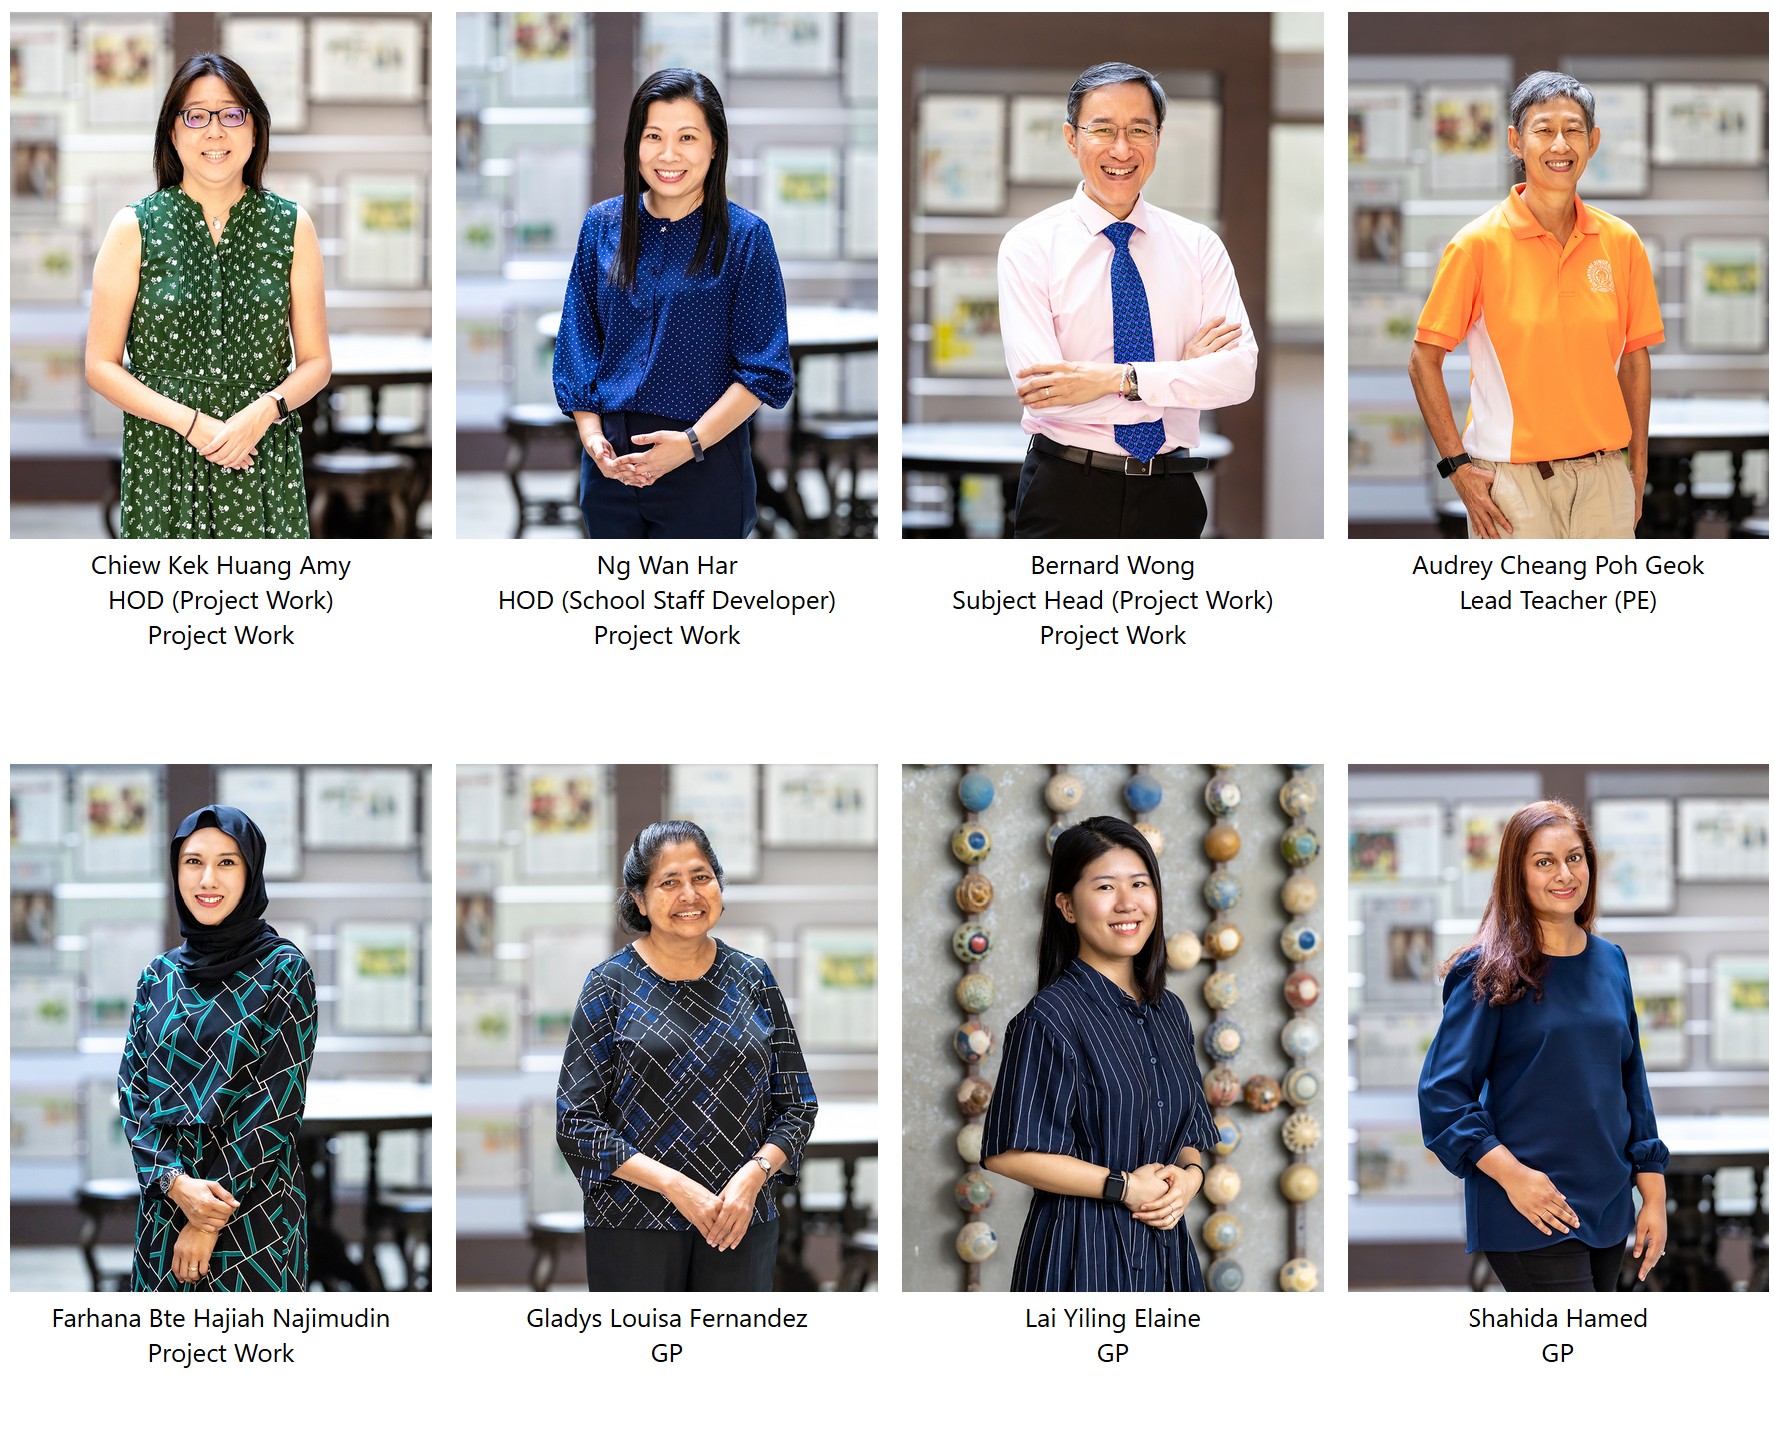 Chiew Kek Huang Amy
HOD (Project Work)
Project Work
Ng Wan Har
HOD (School Staff Developer)
Project Work
Bernard Wong
Subject Head (Project Work)
Project Work
Audrey Cheang Poh Geok
Lead Teacher (PE)
Farhana Bte Hajiah Najimudin
Project Work
Gladys Louisa Fernandez
GP
Lai Yiling Elaine
GP
Shahida Hamed
GP